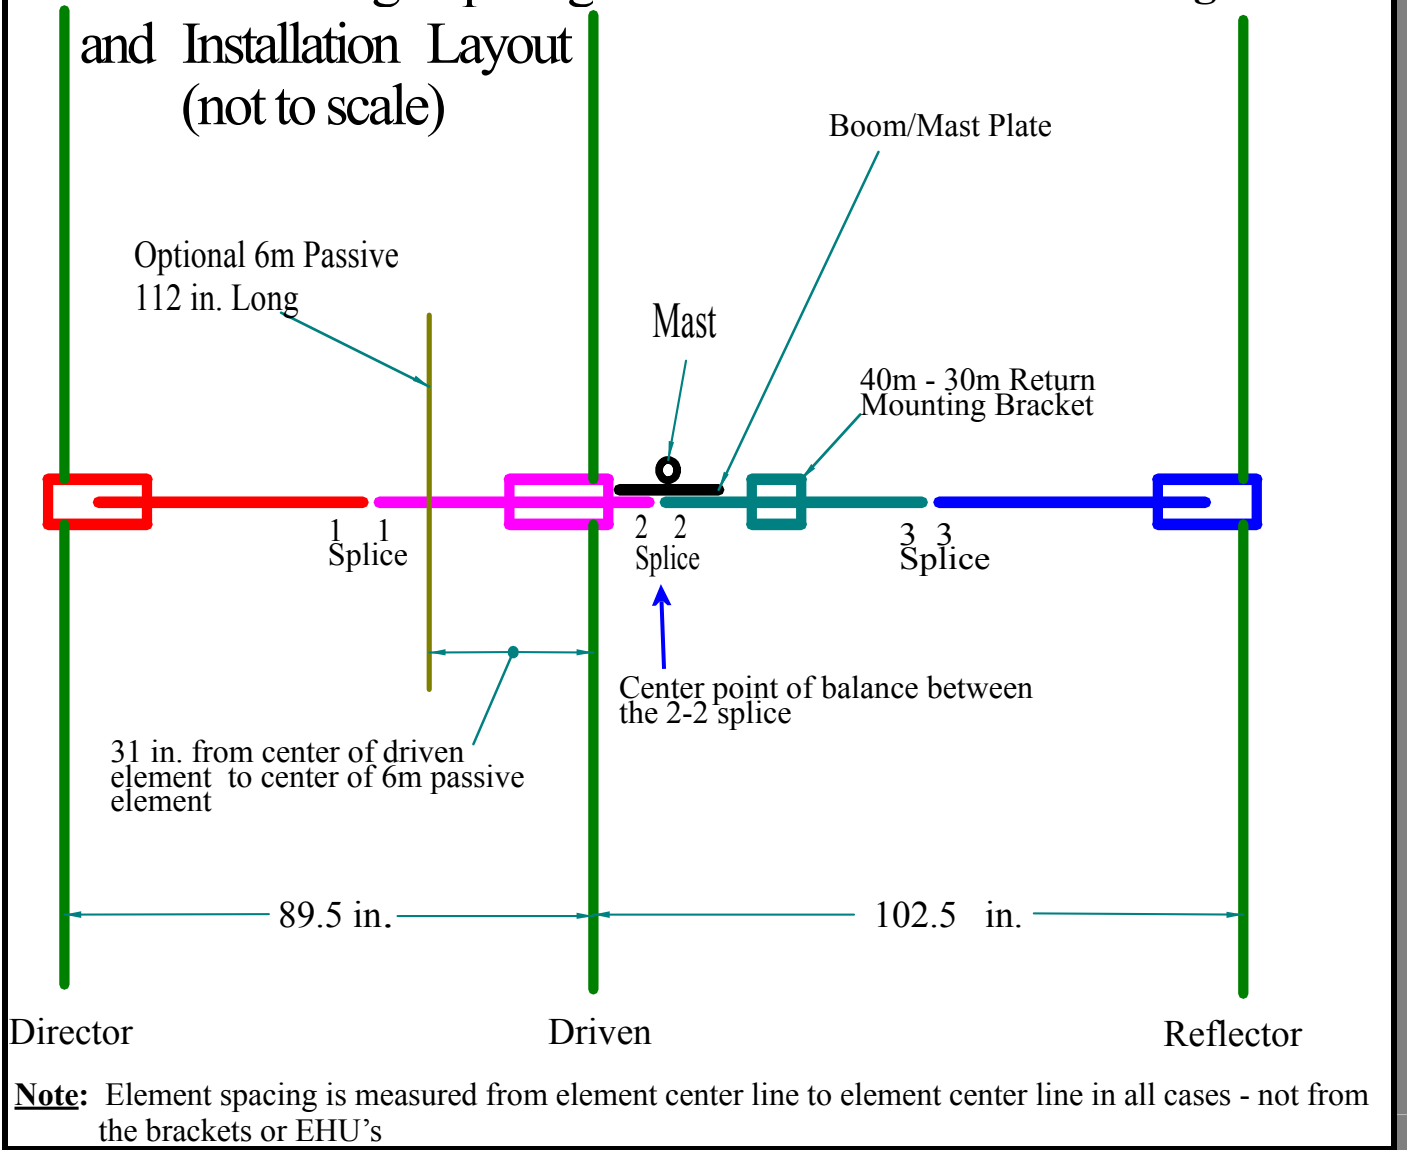 and Installation Layout
(not to scale)
Boom/Mast Plate
Optional 6m Passive
112 in. Long
Mast
40m - 30m Return
Mounting Bracket
1 1
Splice
2 2
Splice
3 3
Splice
Center point of balance between
the 2-2 splice
31 in. from center of driven
element to center of 6m passive
element
89.5 in.
102.5 in.
Director
Driven
Reflector
Note: Element spacing is measured from element center line to element center line in all cases - not from
the brackets or EHU’s